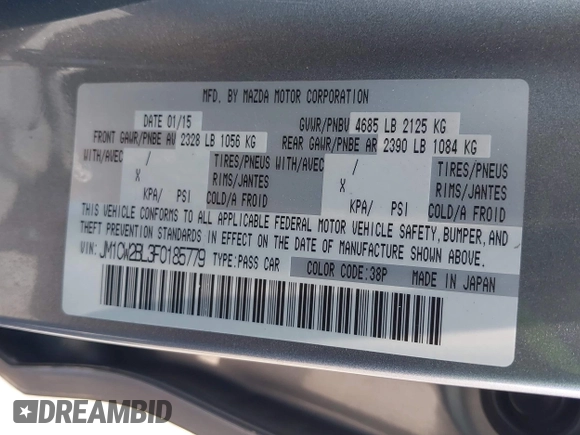 MFD. BY MAZDA MOTOR CORPORATION
DATE 01/15 GVWR/PNBV 4685 LB 2125 KG
FRONT GAWR/PNBE AV 2328 LB 1056 KG REAR GAWR/PNBE AR 2390 LB 1084 KG
WITH/AVEC / TIRES/PNEUS WITH/AVEC / TIRES/PNEUS
X RIMS/JANTES X RIMS/JANTES
KPA/ PSI COLD/A FROID KPA/ PSI COLD/A FROID
THIS VEHICLE CONFORMS TO ALL APPLICABLE FEDERAL MOTOR VEHICLE SAFETY, BUMPER, AND
THEFT PREVENTION STANDARDS IN EFFECT ON THE DATE OF MANUFACTURE SHOWN ABOVE.
VIN: JM1CW2BL3F0185779 TYPE: PASS CAR COLOR CODE: 38P MADE IN JAPAN
DREAMBID